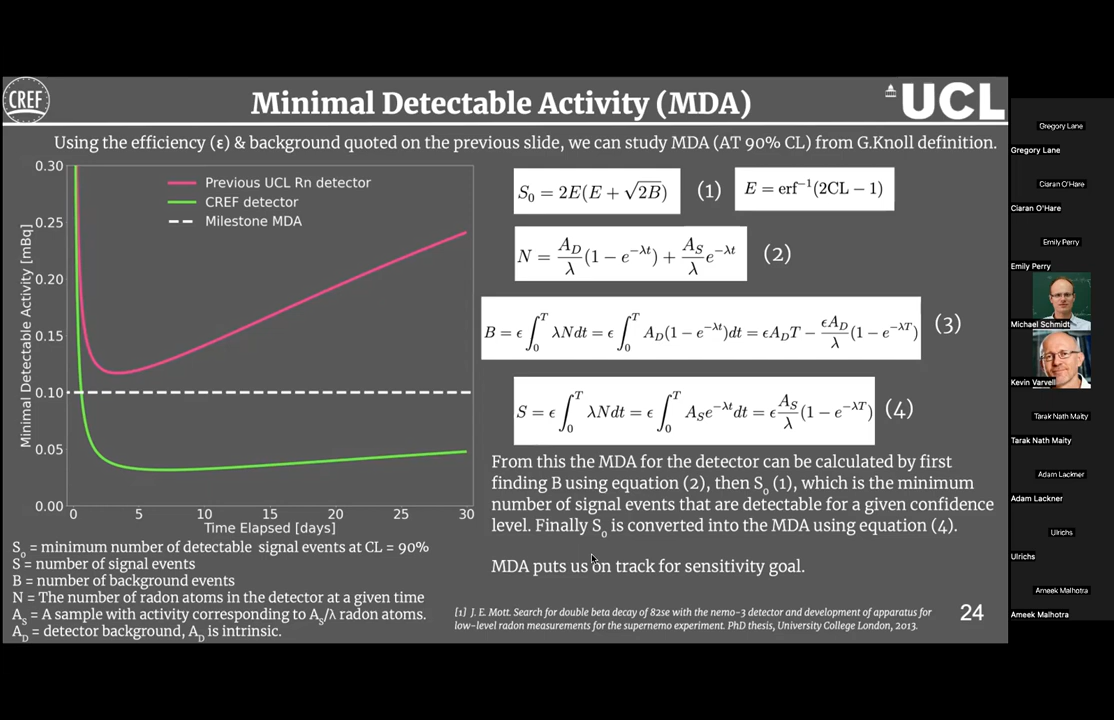 CREF
Minimal Detectable Activity (MDA)
UCL
Using the efficiency (ε) & background quoted on the previous slide, we can study MDA (AT 90% CL) from G.Knoll definition.
Minimal Detectable Activity [mBq]
0.30
0.25
0.20
0.15
0.10
0.05
0.00
Previous UCL Rn detector
CREF detector
Milestone MDA
0 5 10 15 20 25 30
Time Elapsed [days]
S₀ = 2E(E + √(2B)) (1) E = erf⁻¹(2CL − 1)
N = A_D/λ (1 − e^{−λt}) + A_S/λ e^{−λt} (2)
B = ϵ∫₀ᵀ λNdt = ϵ∫₀ᵀ A_D(1 − e^{−λt})dt = ϵA_DT − ϵA_D/λ (1 − e^{−λT}) (3)
S = ϵ∫₀ᵀ λNdt = ϵ∫₀ᵀ A_S e^{−λt}dt = ϵ A_S/λ (1 − e^{−λT}) (4)
From this the MDA for the detector can be calculated by first
finding B using equation (2), then S₀ (1), which is the minimum
number of signal events that are detectable for a given confidence
level. Finally S₀ is converted into the MDA using equation (4).
MDA puts us on track for sensitivity goal.
S₀ = minimum number of detectable signal events at CL = 90%
S = number of signal events
B = number of background events
N = The number of radon atoms in the detector at a given time
A_S = A sample with activity corresponding to A_S/λ radon atoms.
A_D = detector background, A_D is intrinsic.
[1] J. E. Mott. Search for double beta decay of 82se with the nemo-3 detector and development of apparatus for
low-level radon measurements for the supernemo experiment. PhD thesis, University College London, 2013.
24
Gregory Lane
Gregory Lane
Ciaran O'Hare
Ciaran O'Hare
Emily Perry
Emily Perry
Michael Schmidt
Kevin Varvell
Tarak Nath Maity
Tarak Nath Maity
Adam Lackner
Adam Lackner
Ulrichs
Ulrichs
Ameek Malhotra
Ameek Malhotra